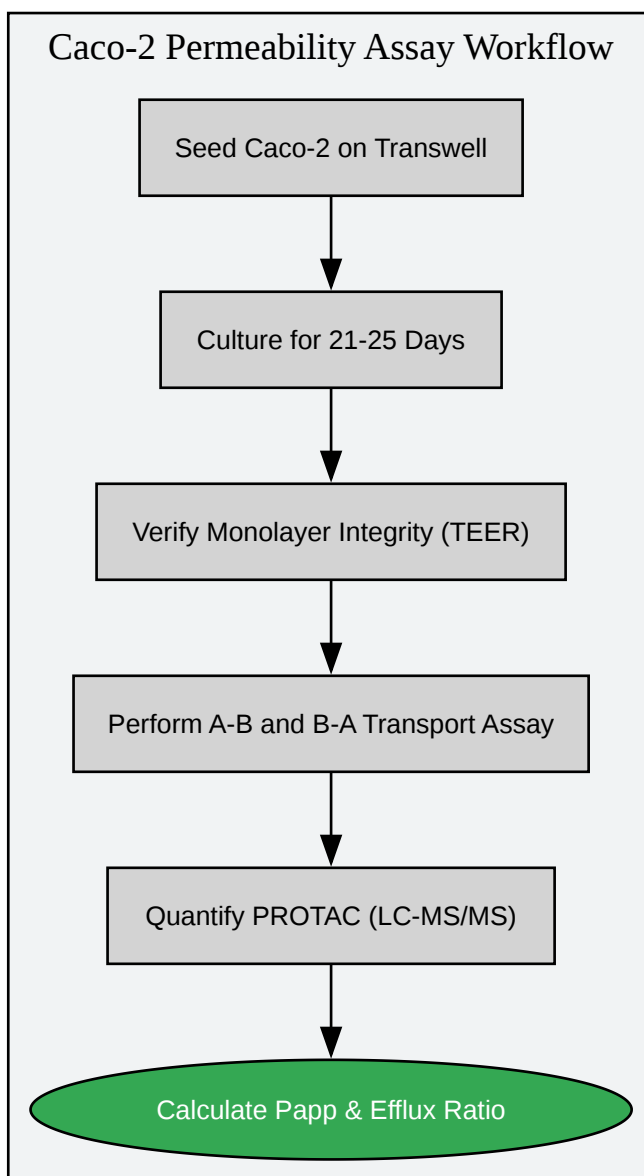 Caco-2 Permeability Assay Workflow
Seed Caco-2 on Transwell
Culture for 21-25 Days
Verify Monolayer Integrity (TEER)
Perform A-B and B-A Transport Assay
Quantify PROTAC (LC-MS/MS)
Calculate Papp & Efflux Ratio